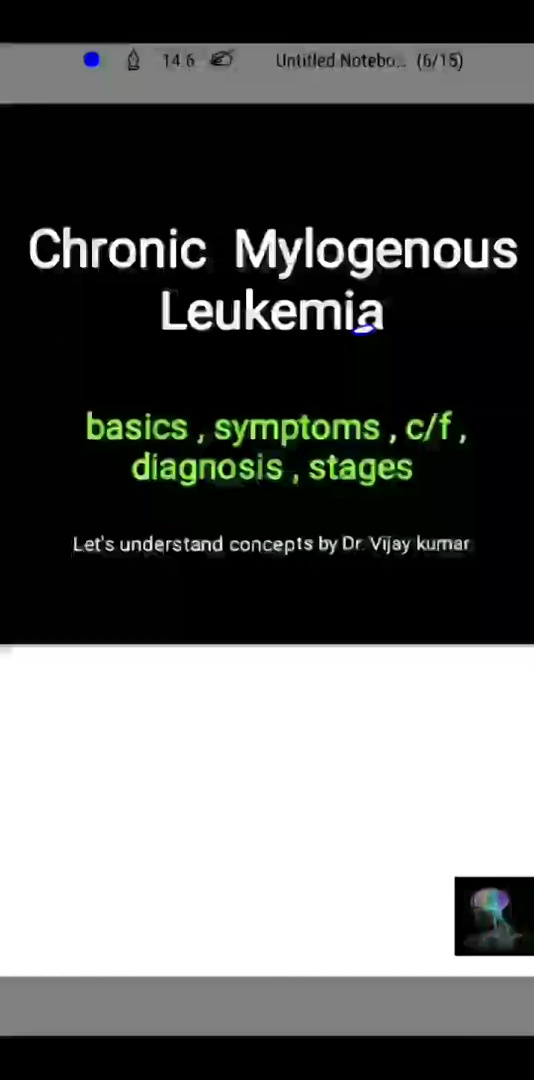 14.6 Untitled Notebo... (6/15)
Chronic Mylogenous
Leukemia
basics , symptoms , c/f ,
diagnosis , stages
Let's understand concepts by Dr. Vijay kumar